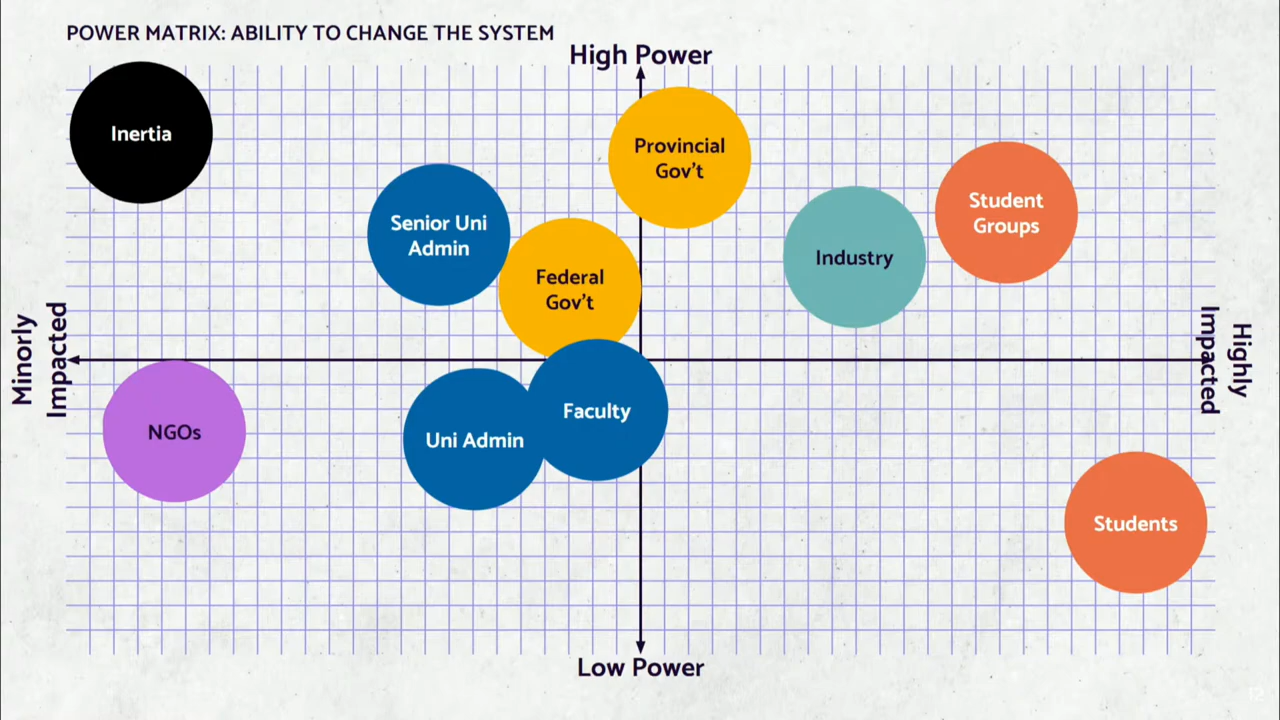 POWER MATRIX: ABILITY TO CHANGE THE SYSTEM
High Power
Inertia
Provincial
Gov't
Student
Groups
Senior Uni
Admin
Industry
Federal
Gov't
Minorly
Impacted
Highly
Impacted
NGOs
Faculty
Uni Admin
Students
Low Power
12